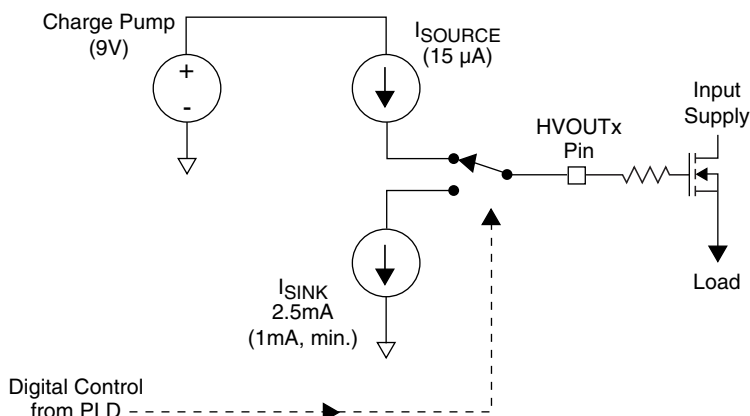 Charge Pump
(9V)
+
-
ISOURCE
(15 µA)
Input
Supply
HVOUTx
Pin
Load
ISINK
2.5mA
(1mA, min.)
Digital Control
from PLD